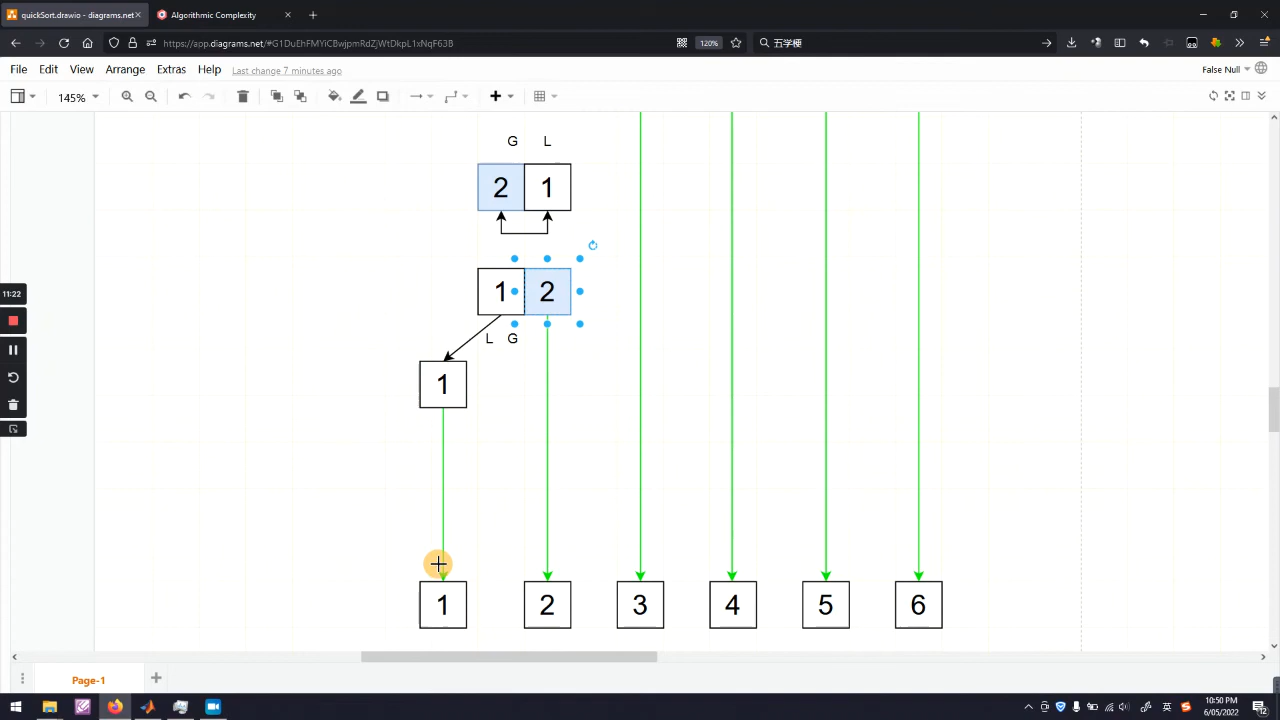 quickSort.drawio - diagrams.net
Algorithmic Complexity
https://app.diagrams.net/#G1DuEhFMYiCBwjpmRdZjWtDkpL1xNqF63B
120%
五学梗
File Edit View Arrange Extras Help Last change 7 minutes ago
False Null
145%
G L
2 1
11:22
1 2
L G
1
1 2 3 4 5 6
Page-1
英
10:50 PM
6/05/2022
12